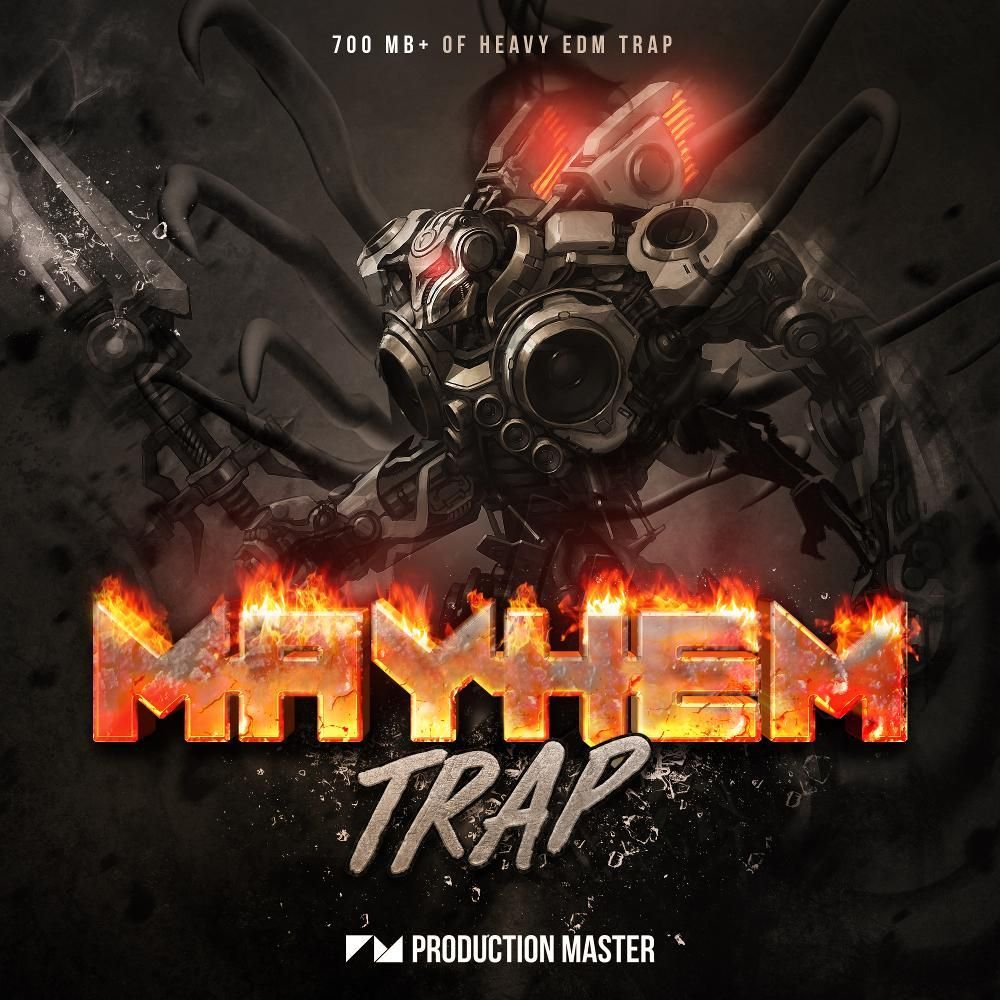 700 MB+ OF HEAVY EDM TRAP
MAYHEM
TRAP
PRODUCTION MASTER